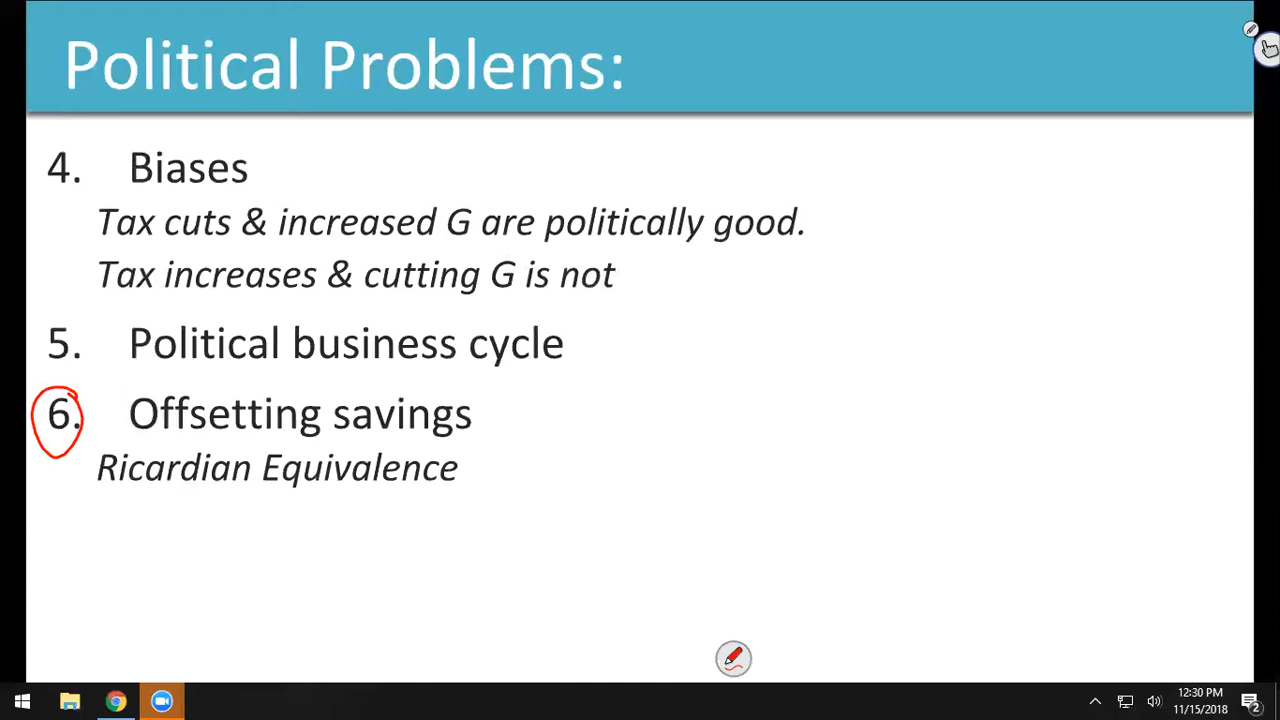 Political Problems:
4. Biases
Tax cuts & increased G are politically good.
Tax increases & cutting G is not
5. Political business cycle
6. Offsetting savings
Ricardian Equivalence
12:30 PM
11/15/2018
2